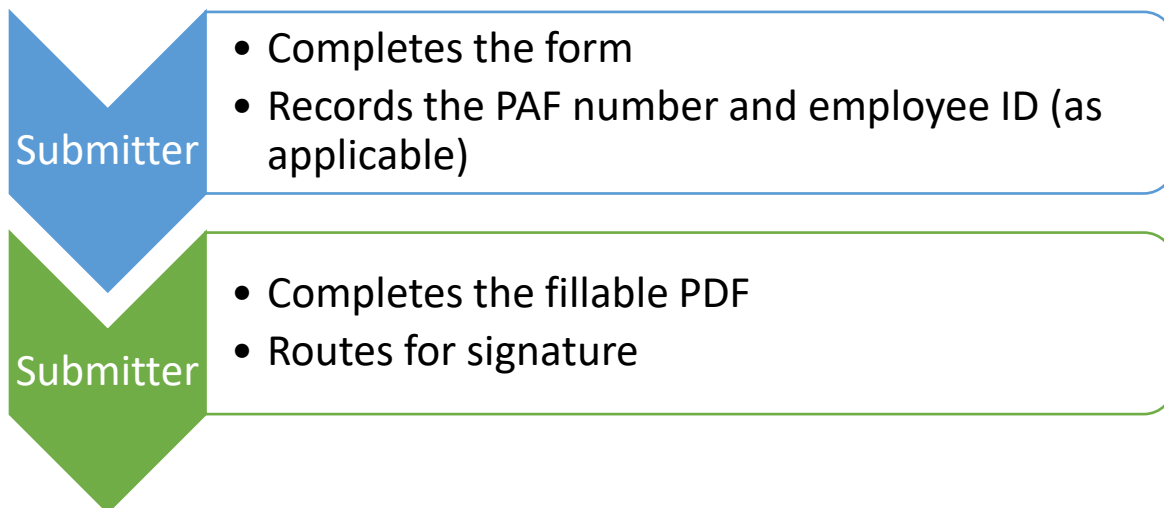 Submitter
• Completes the form
• Records the PAF number and employee ID (as
applicable)
Submitter
• Completes the fillable PDF
• Routes for signature